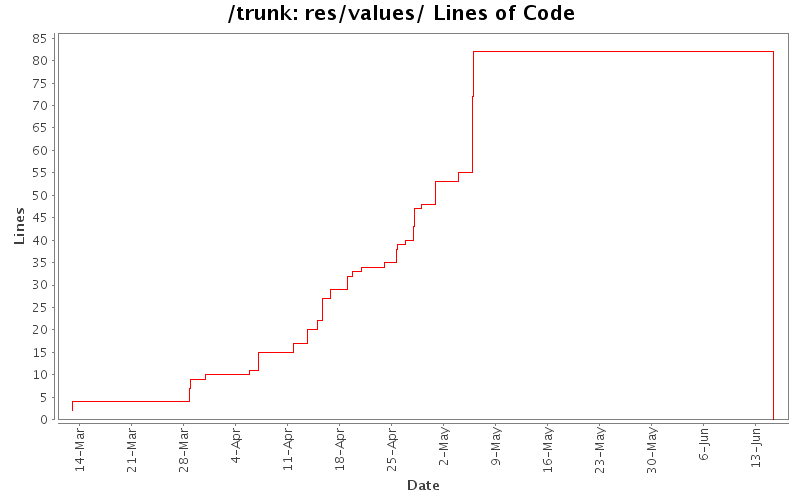 /trunk: res/values/ Lines of Code
85
80
75
70
65
60
55
50
45
40
35
30
25
20
15
10
5
0
Lines
14-Mar
21-Mar
28-Mar
4-Apr
11-Apr
18-Apr
25-Apr
2-May
9-May
16-May
23-May
30-May
6-Jun
13-Jun
Date